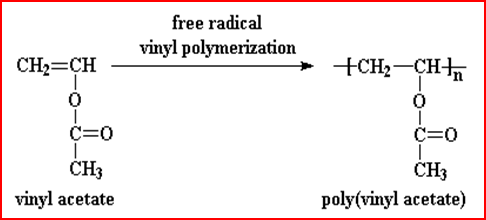 free radical
vinyl polymerization
CH₂=CH
O
C=O
CH₃
vinyl acetate
[CH₂—CH]ₙ
O
C=O
CH₃
poly(vinyl acetate)